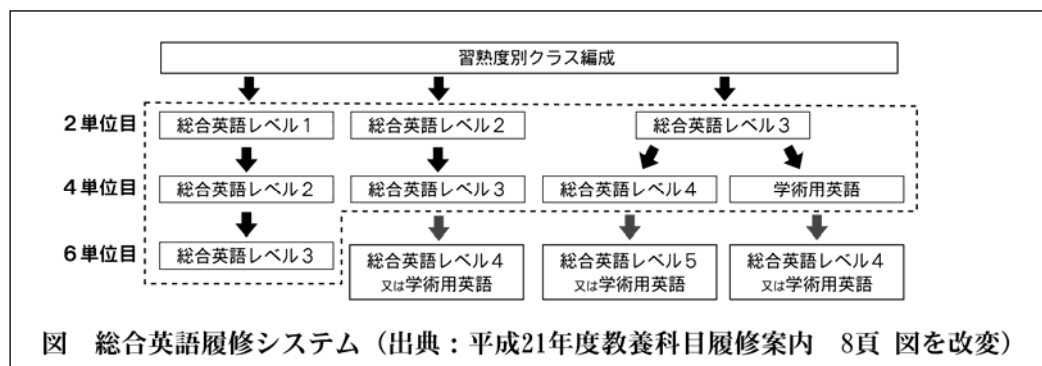 習熟度別クラス編成
2単位目
総合英語レベル1
総合英語レベル2
総合英語レベル3
4単位目
総合英語レベル2
総合英語レベル3
総合英語レベル4
学術用英語
6単位目
総合英語レベル3
総合英語レベル4
又は学術用英語
総合英語レベル5
又は学術用英語
総合英語レベル4
又は学術用英語
図 総合英語履修システム（出典：平成21年度教養科目履修案内 8頁 図を改変）